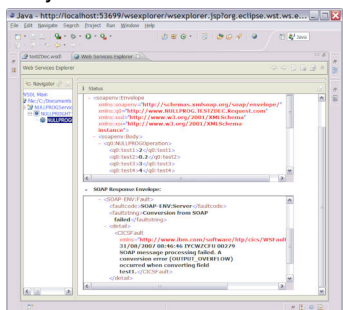 Java - http://localhost:53699/wsexplorer/wsexplorer.jsp?org.eclipse.wst.ws.e...
File Edit Navigate Search Project Run Window Help
Java
testDec.wsdl Web Services Explorer
Web Services Explorer
Navigator
Status
WSDL Main
file:/C:/Documents
NULLPROGServer
NULLPROGHT
NULLPROG
<soapenv:Envelope
xmlns:soapenv="http://schemas.xmlsoap.org/soap/envelope/"
xmlns:q0="http://www.NULLPROG.TESTDEC.Request.com"
xmlns:xsd="http://www.w3.org/2001/XMLSchema"
xmlns:xsi="http://www.w3.org/2001/XMLSchema-
instance">
- <soapenv:Body>
- <q0:NULLPROGOperation>
<q0:test1>2</q0:test1>
<q0:test2>0.2</q0:test2>
<q0:test3>3</q0:test3>
<q0:test4>4</q0:test4>
SOAP Response Envelope:
- <SOAP-ENV:Fault>
<faultcode>SOAP-ENV:Server</faultcode>
<faultstring>Conversion from SOAP
failed</faultstring>
- <detail>
<CICSFault
xmlns="http://www.ibm.com/software/htp/cics/WSFault
31/08/2007 08:46:46 IYCWZCFU 00279
SOAP message processing failed. A
conversion error (OUTPUT_OVERFLOW)
occurred when converting field
test1.</CICSFault>
</detail>